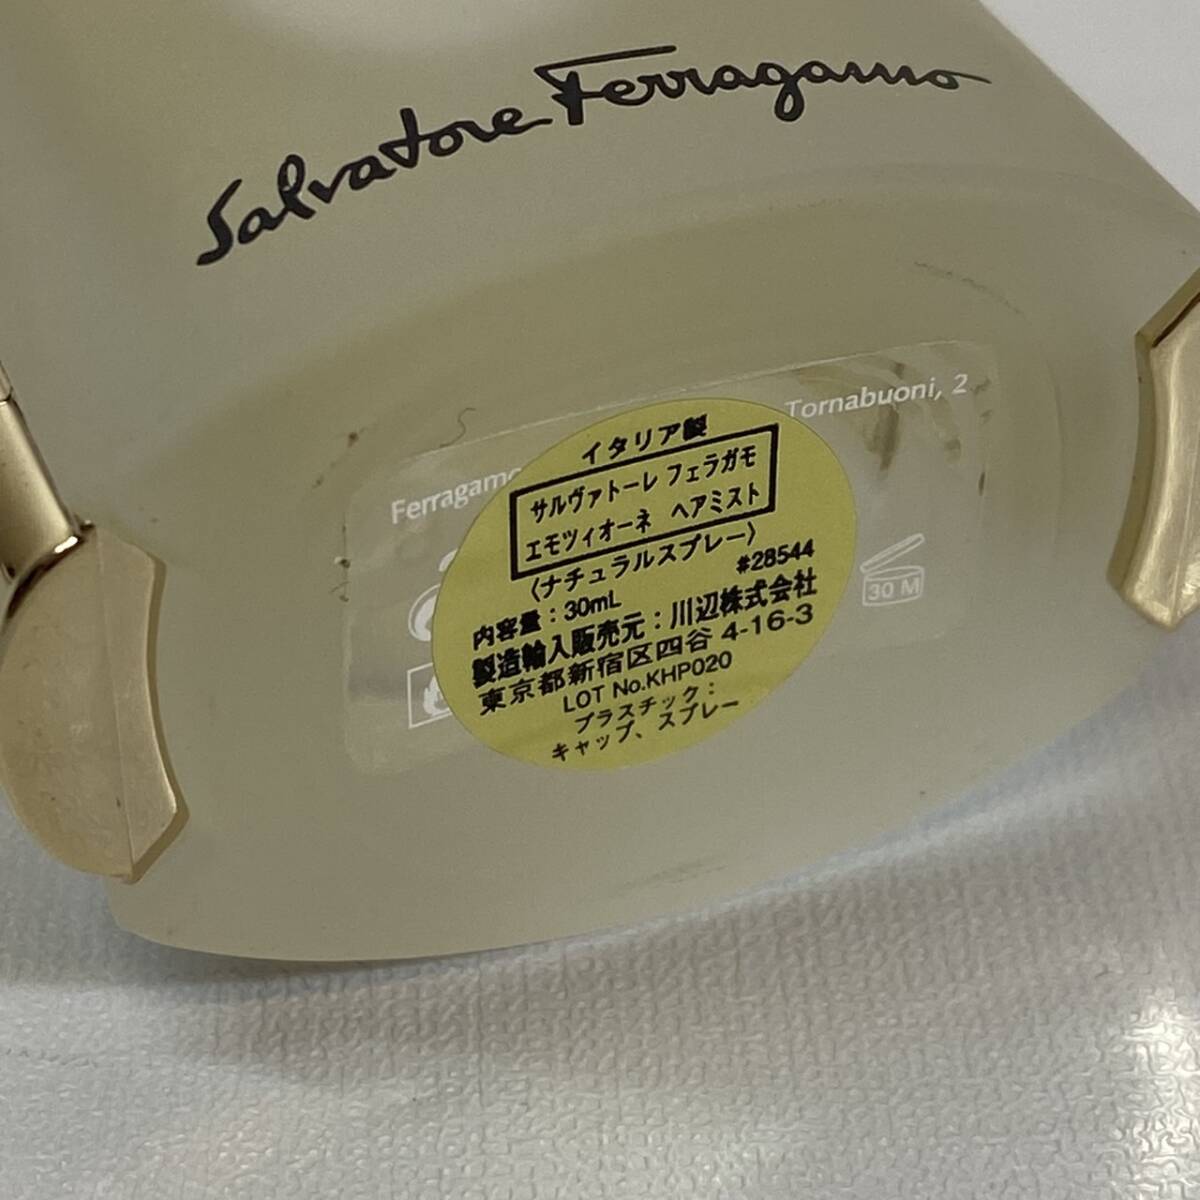 Salvatore Ferragamo
Tornabuoni, 2
Ferragamo
イタリア製
サルヴァトーレ フェラガモ
エモツィオーネ ヘアミスト
〈ナチュラルスプレー〉
#28544
内容量：30mL
製造輸入販売元：川辺株式会社
東京都新宿区四谷 4-16-3
LOT No.KHP020
プラスチック：
キャップ、スプレー
30 M